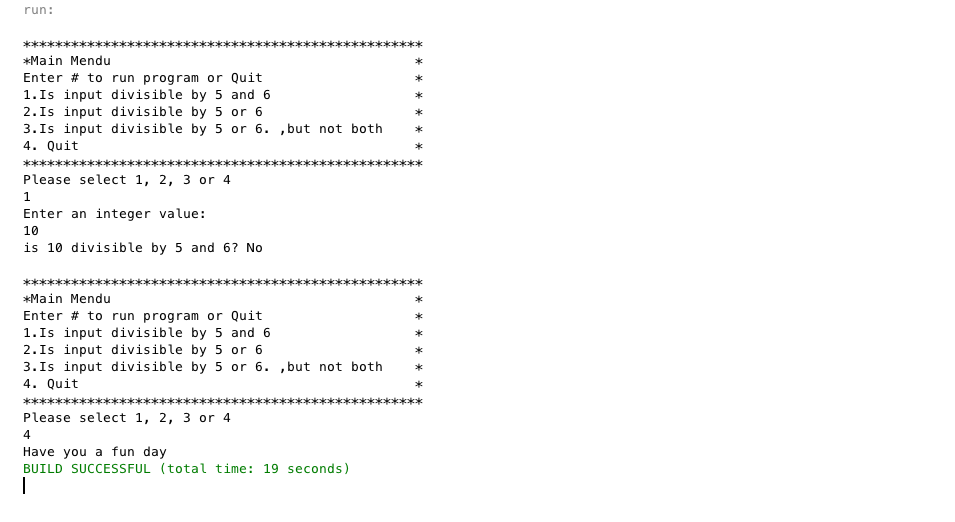 run:
**************************************************
*Main Mendu                                      *
Enter # to run program or Quit                   *
1.Is input divisible by 5 and 6                  *
2.Is input divisible by 5 or 6                   *
3.Is input divisible by 5 or 6. ,but not both    *
4. Quit                                          *
**************************************************
Please select 1, 2, 3 or 4
1
Enter an integer value:
10
is 10 divisible by 5 and 6? No
**************************************************
*Main Mendu                                      *
Enter # to run program or Quit                   *
1.Is input divisible by 5 and 6                  *
2.Is input divisible by 5 or 6                   *
3.Is input divisible by 5 or 6. ,but not both    *
4. Quit                                          *
**************************************************
Please select 1, 2, 3 or 4
4
Have you a fun day
BUILD SUCCESSFUL (total time: 19 seconds)